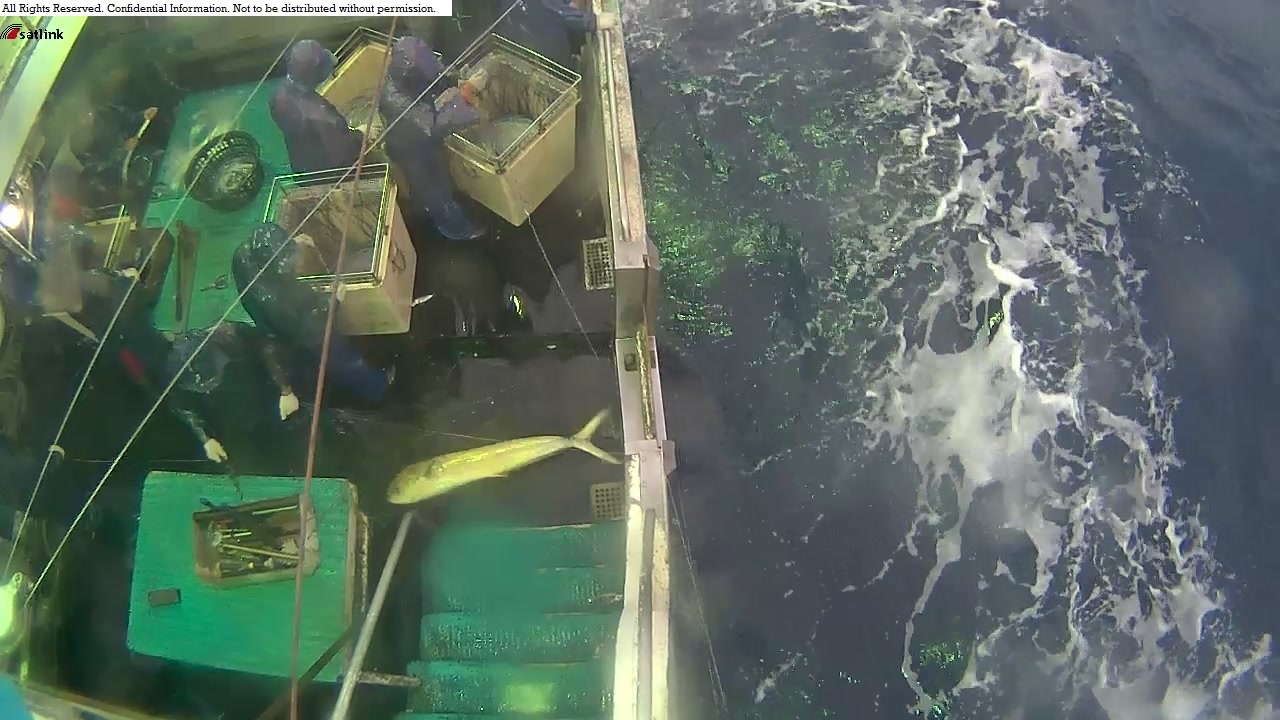 All Rights Reserved. Confidential Information. Not to be distributed without permission.
satlink